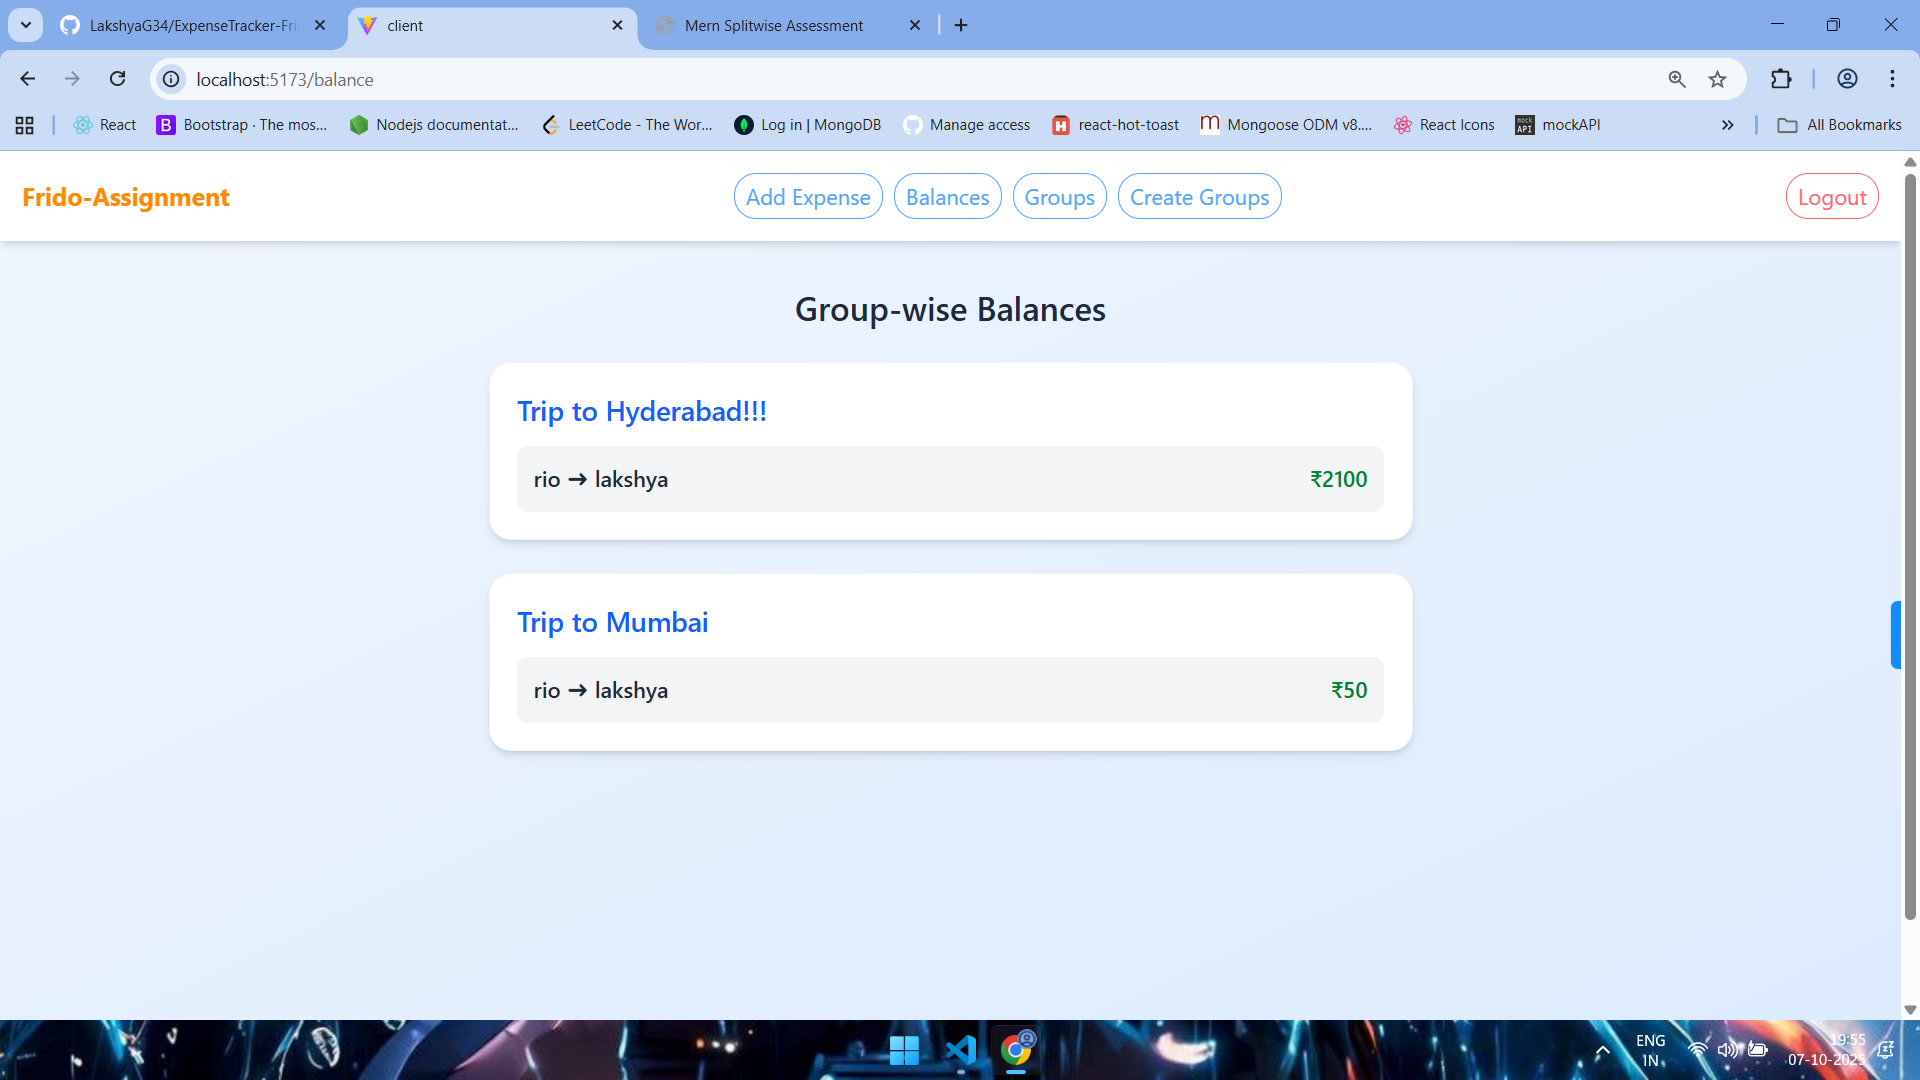 LakshyaG34/ExpenseTracker-Fri
client
Mern Splitwise Assessment
localhost:5173/balance
React
Bootstrap · The mos...
Nodejs documentat...
LeetCode - The Wor...
Log in | MongoDB
Manage access
react-hot-toast
Mongoose ODM v8....
React Icons
mock API
mockAPI
All Bookmarks
Frido-Assignment
Add Expense
Balances
Groups
Create Groups
Logout
Group-wise Balances
Trip to Hyderabad!!!
rio → lakshya ₹2100
Trip to Mumbai
rio → lakshya ₹50
ENG
IN
19:55
07-10-2025